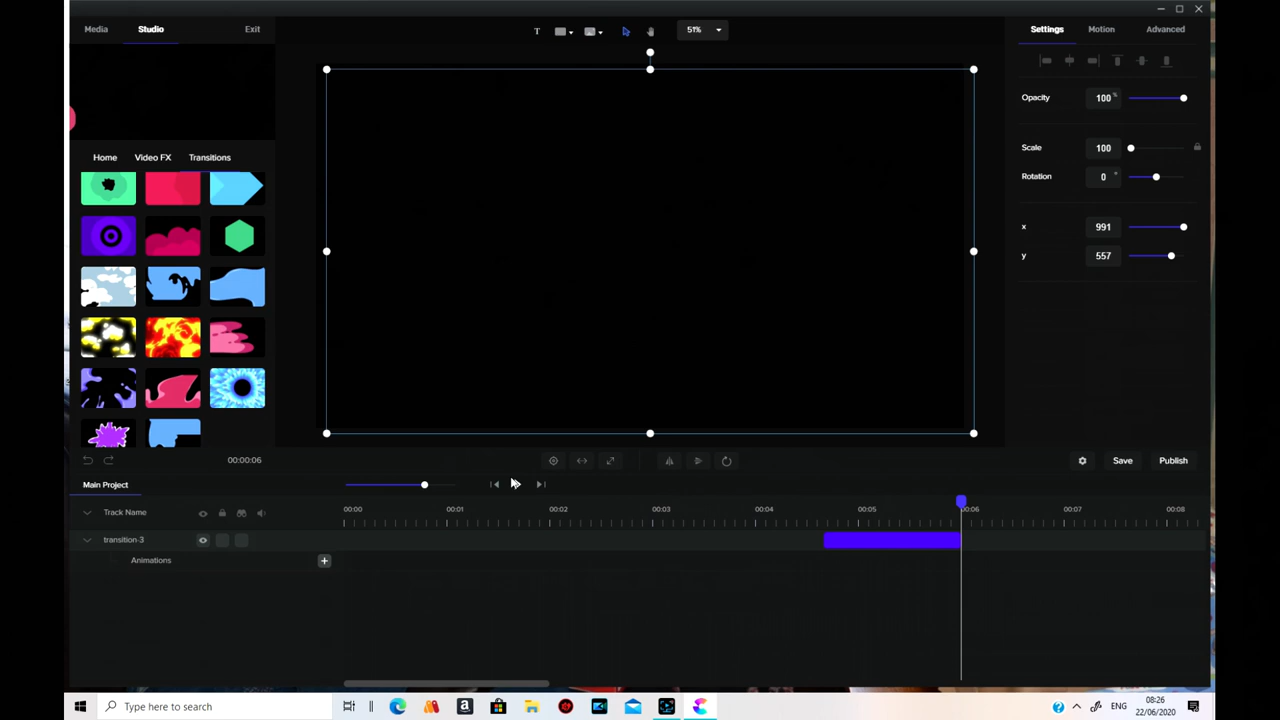 Media Studio Exit
T 51%
Settings Motion Advanced
Opacity 100 %
Home Video FX Transitions
Scale 100
Rotation 0 °
x 991
y 557
00:00:06
Save Publish
Main Project
Track Name 00:00 00:01 00:02 00:03 00:04 00:05 00:06 00:07 00:08
transition-3
Animations +
Type here to search
ENG
08:26
22/06/2020